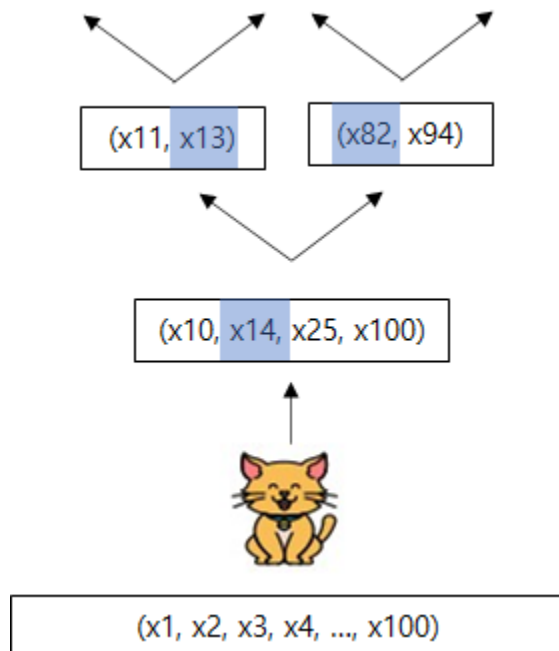 (x11, x13) (x82, x94)
(x10, x14, x25, x100)
(x1, x2, x3, x4, ..., x100)